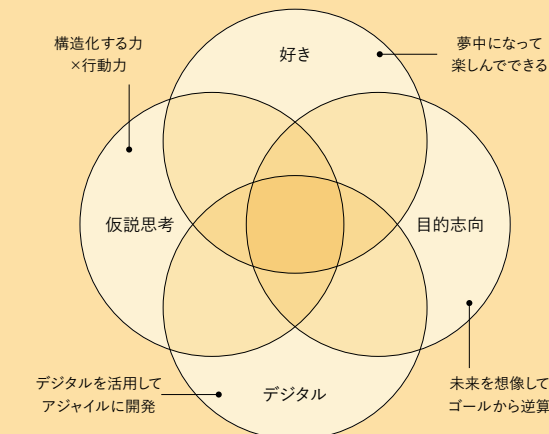 構造化する力
×行動力
好き
夢中になって
楽しんでできる
仮説思考
目的志向
デジタルを活用して
アジャイルに開発
デジタル
未来を想像して
ゴールから逆算